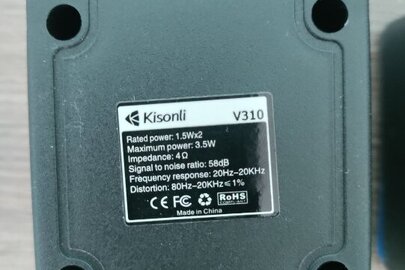 Kisonli V310
Rated power: 1.5Wx2
Maximum power: 3.5W
Impedance: 4Ω
Signal to noise ratio: 58dB
Frequency response: 20Hz~20KHz
Distortion: 80Hz~20KHz≤1%
CE FC RoHS
Made in China